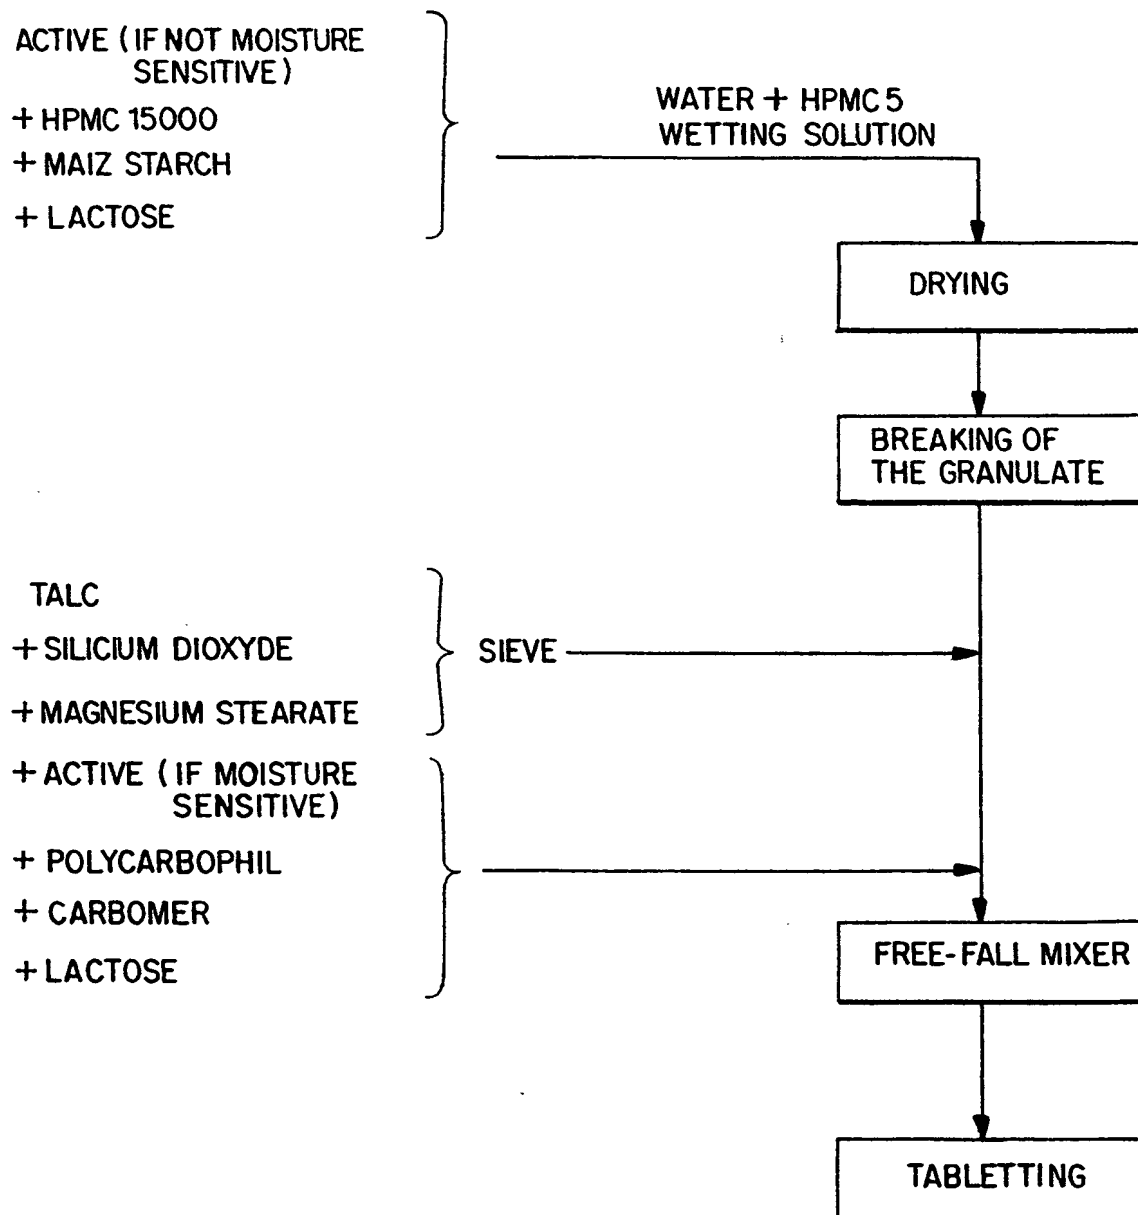 ACTIVE (IF NOT MOISTURE
SENSITIVE)
+ HPMC 15000
+ MAIZ STARCH
+ LACTOSE
WATER + HPMC 5
WETTING SOLUTION
DRYING
BREAKING OF
THE GRANULATE
TALC
+ SILICIUM DIOXYDE
+ MAGNESIUM STEARATE
SIEVE
+ ACTIVE (IF MOISTURE
SENSITIVE)
+ POLYCARBOPHIL
+ CARBOMER
+ LACTOSE
FREE-FALL MIXER
TABLETTING